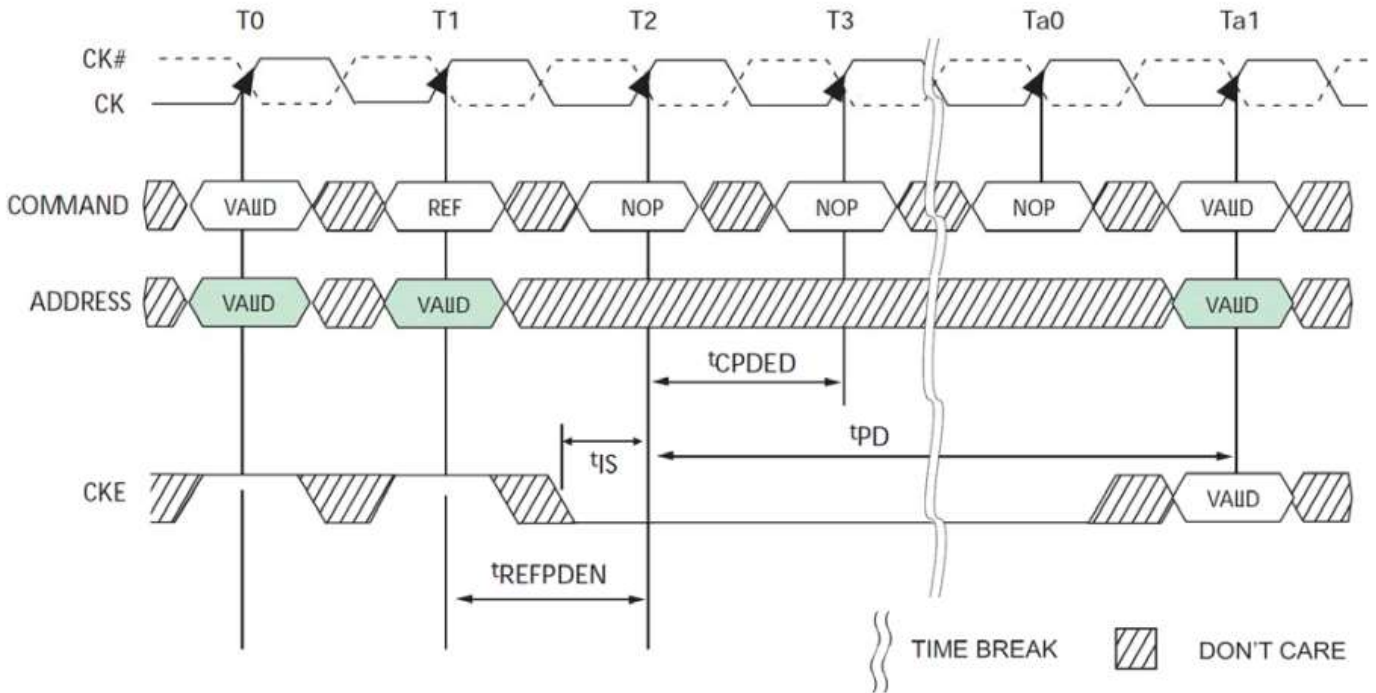 T0 T1 T2 T3 Ta0 Ta1
CK#
CK
COMMAND VALID REF NOP NOP NOP VALID
ADDRESS VALID VALID VALID
tCPDED
tPD
tIS
CKE VALID
tREFPDEN
TIME BREAK DON'T CARE